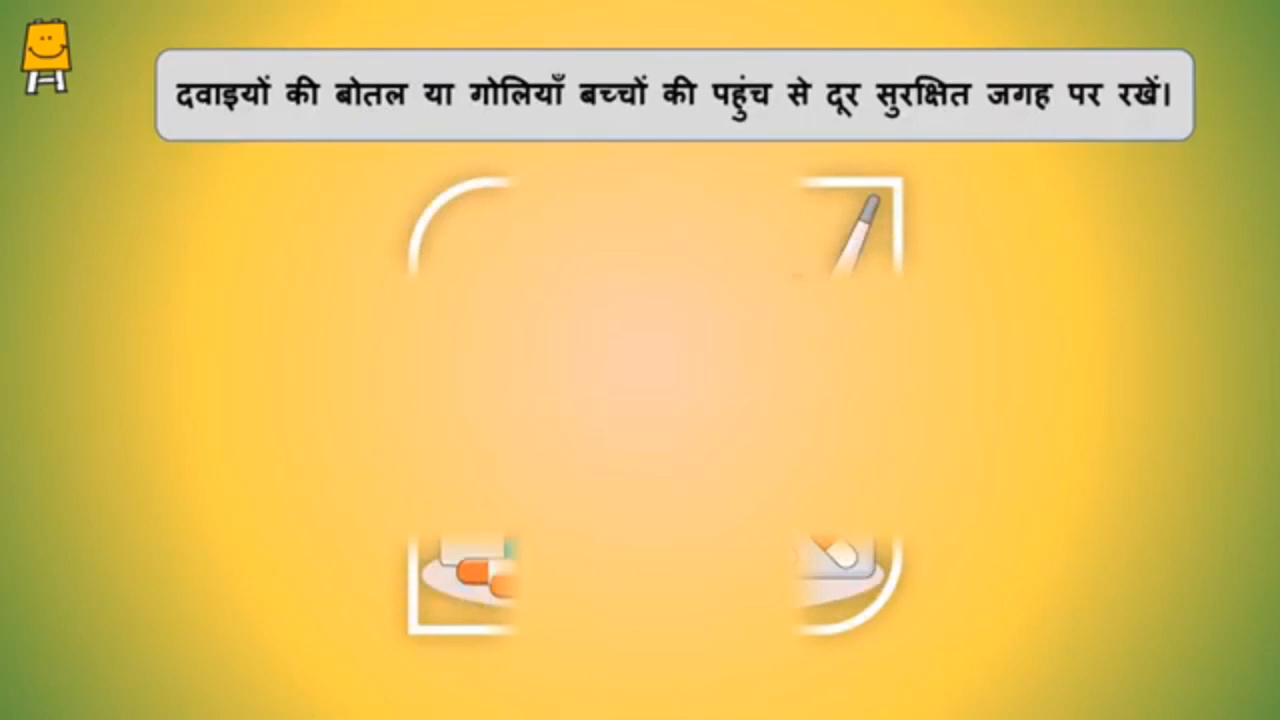 दवाइयों की बोतल या गोलियाँ बच्चों की पहुंच से दूर सुरक्षित जगह पर रखें।